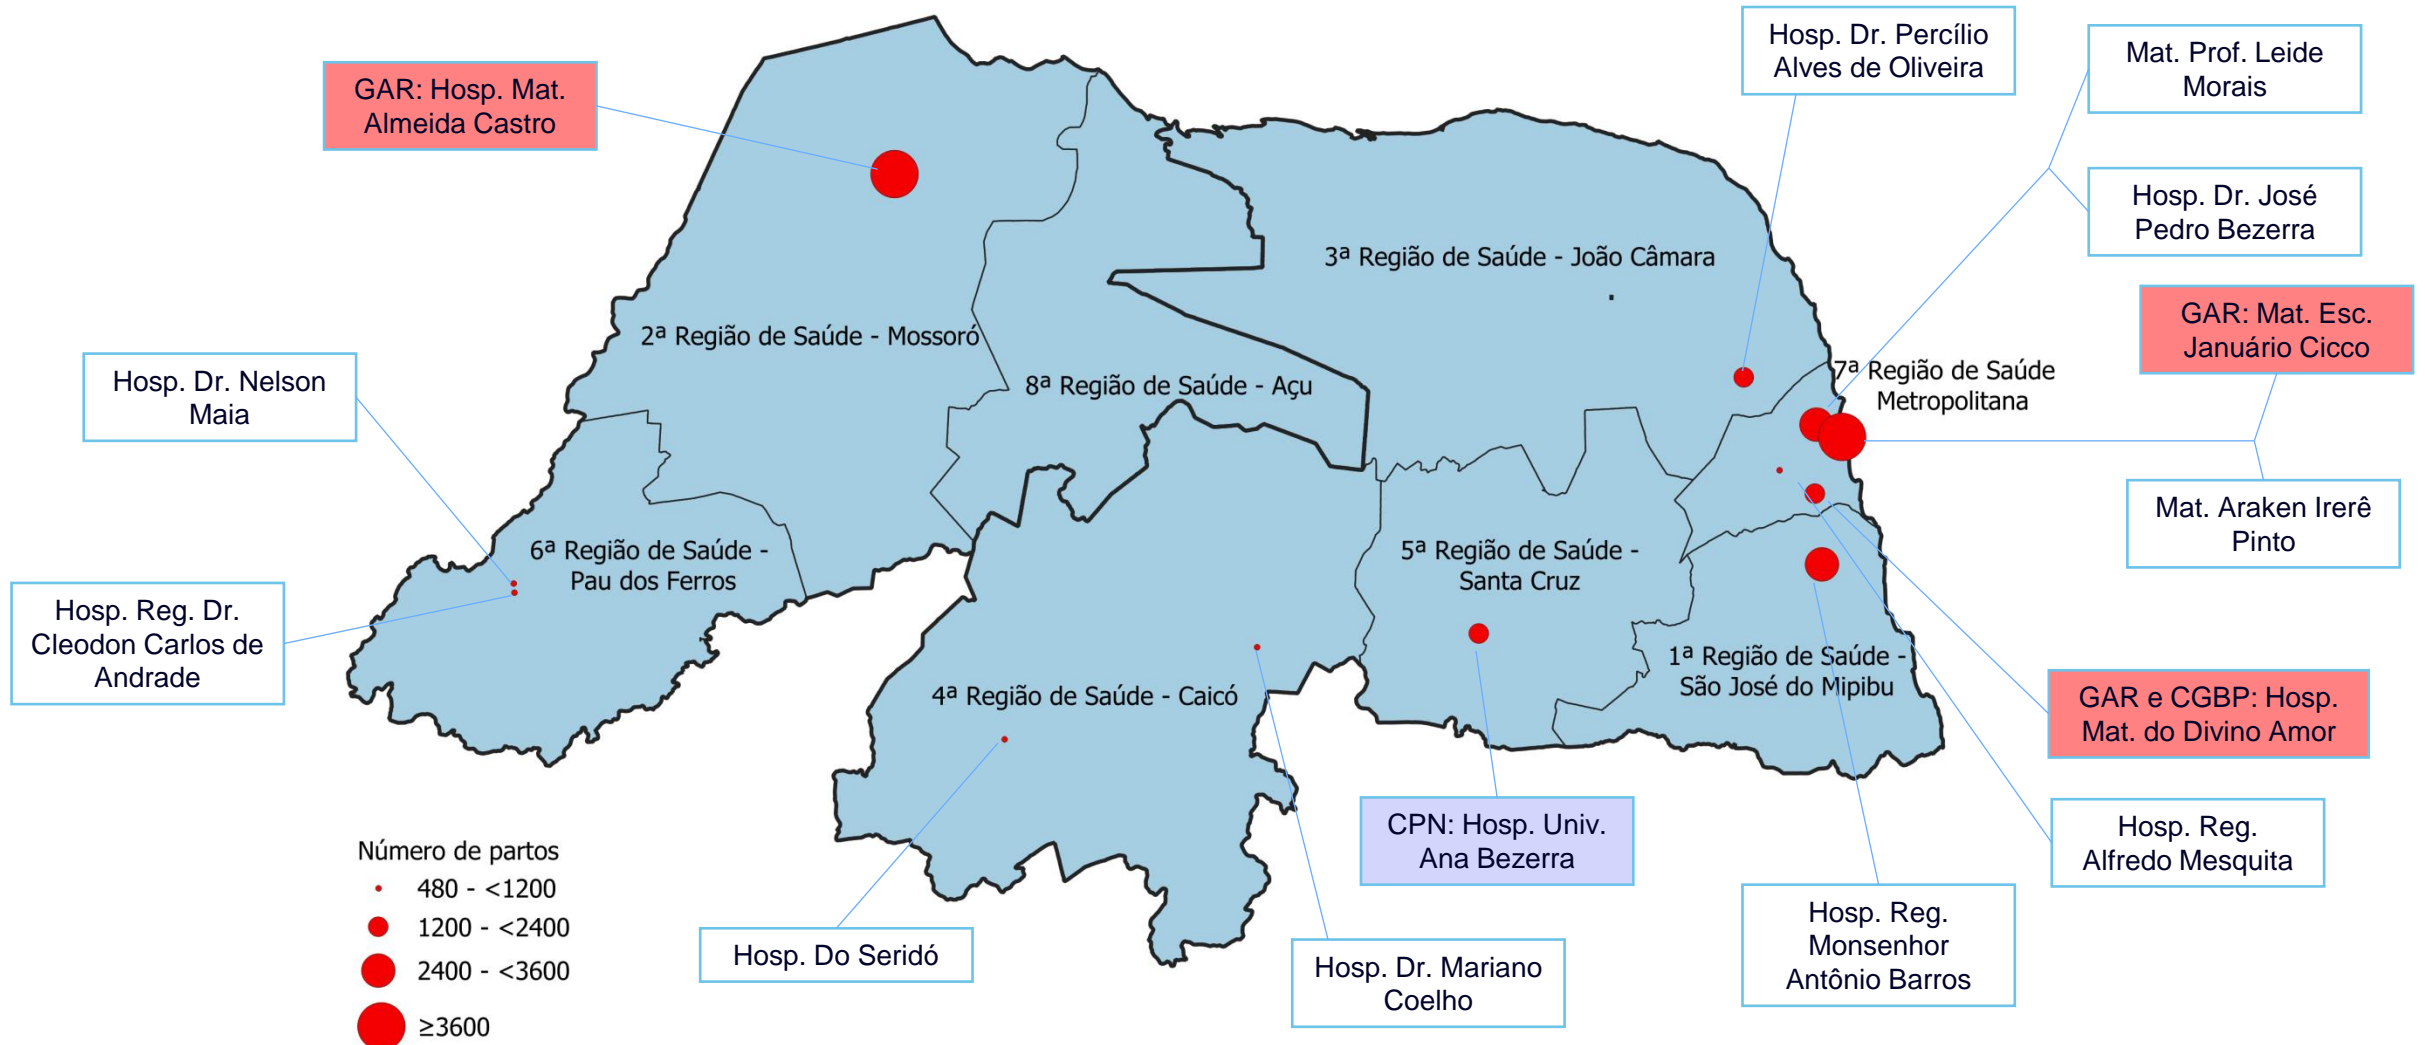 Hosp. Dr. Percílio
Alves de Oliveira
Mat. Prof. Leide
Morais
GAR: Hosp. Mat.
Almeida Castro
Hosp. Dr. José
Pedro Bezerra
3ª Região de Saúde - João Câmara
GAR: Mat. Esc.
Januário Cicco
2ª Região de Saúde - Mossoró
Hosp. Dr. Nelson
Maia
8ª Região de Saúde - Açu
7ª Região de Saúde
Metropolitana
Mat. Araken Irerê
Pinto
6ª Região de Saúde -
Pau dos Ferros
5ª Região de Saúde -
Santa Cruz
Hosp. Reg. Dr.
Cleodon Carlos de
Andrade
4ª Região de Saúde - Caicó
1ª Região de Saúde -
São José do Mipibu
GAR e CGBP: Hosp.
Mat. do Divino Amor
CPN: Hosp. Univ.
Ana Bezerra
Hosp. Reg.
Alfredo Mesquita
Número de partos
480 - <1200
1200 - <2400
2400 - <3600
≥3600
Hosp. Do Seridó
Hosp. Dr. Mariano
Coelho
Hosp. Reg.
Monsenhor
Antônio Barros